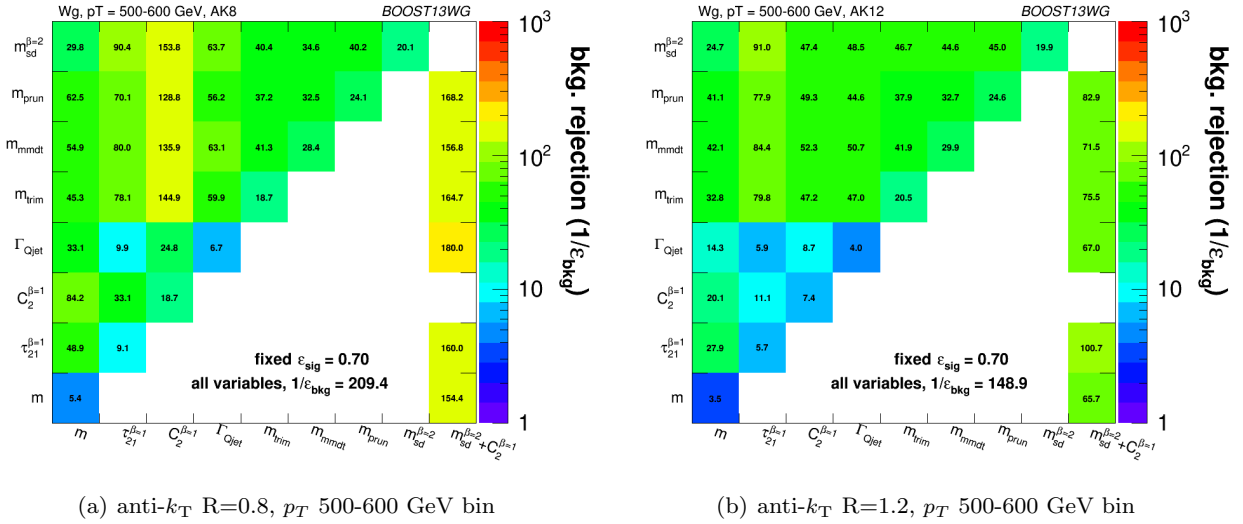 Wg, pT = 500-600 GeV, AK8 BOOST13WG
m_sd^β=2 29.8 90.4 153.8 63.7 40.4 34.6 40.2 20.1
m_prun 62.5 70.1 128.8 56.2 37.2 32.5 24.1 168.2
m_mmdt 54.9 80.0 135.9 63.1 41.3 28.4 156.8
m_trim 45.3 78.1 144.9 59.9 18.7 164.7
Γ_Qjet 33.1 9.9 24.8 6.7 180.0
C_2^β=1 84.2 33.1 18.7
τ_21^β=1 48.9 9.1 160.0
m 5.4 154.4
fixed ε_sig = 0.70
all variables, 1/ε_bkg = 209.4
m τ_21^β=1 C_2^β=1 Γ_Qjet m_trim m_mmdt m_prun m_sd^β=2 m_sd^β=2+C_2^β=1
10^3
10^2
10
1
bkg. rejection (1/ε_bkg)
(a) anti-k_T R=0.8, p_T 500-600 GeV bin
Wg, pT = 500-600 GeV, AK12 BOOST13WG
m_sd^β=2 24.7 91.0 47.4 48.5 46.7 44.6 45.0 19.9
m_prun 41.1 77.9 49.3 44.6 37.9 32.7 24.6 82.9
m_mmdt 42.1 84.4 52.3 50.7 41.9 29.9 71.5
m_trim 32.8 79.8 47.2 47.0 20.5 75.5
Γ_Qjet 14.3 5.9 8.7 4.0 67.0
C_2^β=1 20.1 11.1 7.4
τ_21^β=1 27.9 5.7 100.7
m 3.5 65.7
fixed ε_sig = 0.70
all variables, 1/ε_bkg = 148.9
m τ_21^β=1 C_2^β=1 Γ_Qjet m_trim m_mmdt m_prun m_sd^β=2 m_sd^β=2+C_2^β=1
10^3
10^2
10
1
bkg. rejection (1/ε_bkg)
(b) anti-k_T R=1.2, p_T 500-600 GeV bin